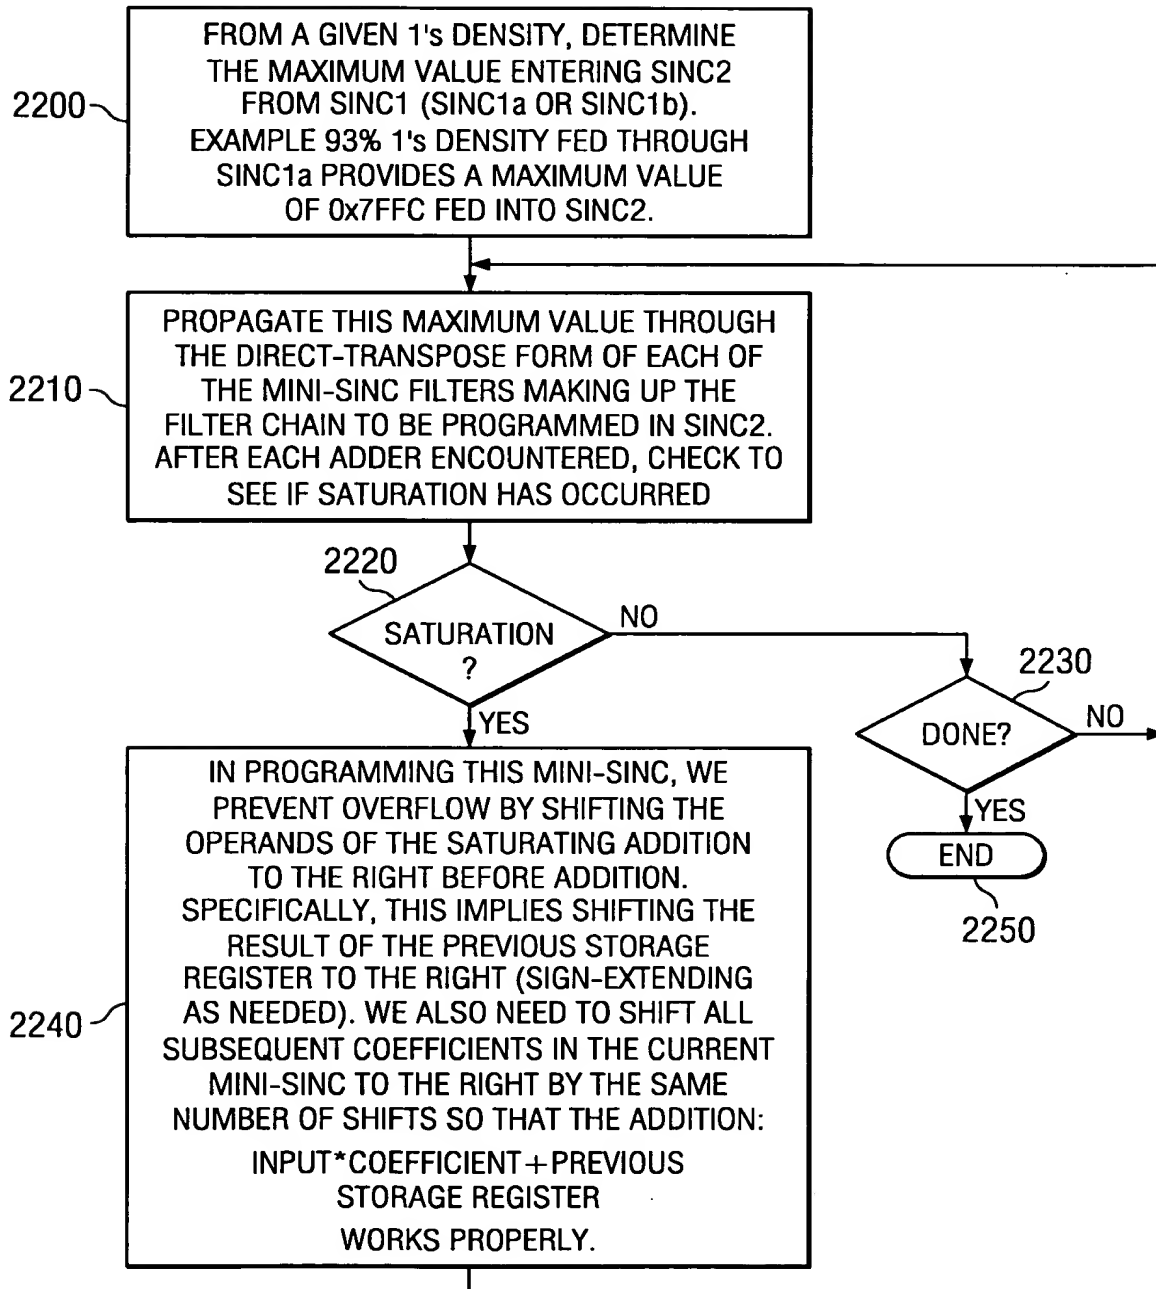 FROM A GIVEN 1's DENSITY, DETERMINE
THE MAXIMUM VALUE ENTERING SINC2
FROM SINC1 (SINC1a OR SINC1b).
EXAMPLE 93% 1's DENSITY FED THROUGH
SINC1a PROVIDES A MAXIMUM VALUE
OF 0x7FFC FED INTO SINC2.
2200
PROPAGATE THIS MAXIMUM VALUE THROUGH
THE DIRECT-TRANSPOSE FORM OF EACH OF
THE MINI-SINC FILTERS MAKING UP THE
FILTER CHAIN TO BE PROGRAMMED IN SINC2.
AFTER EACH ADDER ENCOUNTERED, CHECK TO
SEE IF SATURATION HAS OCCURRED
2210
2220
SATURATION
?
NO
YES
2230
DONE?
NO
YES
END
2250
IN PROGRAMMING THIS MINI-SINC, WE
PREVENT OVERFLOW BY SHIFTING THE
OPERANDS OF THE SATURATING ADDITION
TO THE RIGHT BEFORE ADDITION.
SPECIFICALLY, THIS IMPLIES SHIFTING THE
RESULT OF THE PREVIOUS STORAGE
REGISTER TO THE RIGHT (SIGN-EXTENDING
AS NEEDED). WE ALSO NEED TO SHIFT ALL
SUBSEQUENT COEFFICIENTS IN THE CURRENT
MINI-SINC TO THE RIGHT BY THE SAME
NUMBER OF SHIFTS SO THAT THE ADDITION:
INPUT*COEFFICIENT+PREVIOUS
STORAGE REGISTER
WORKS PROPERLY.
2240